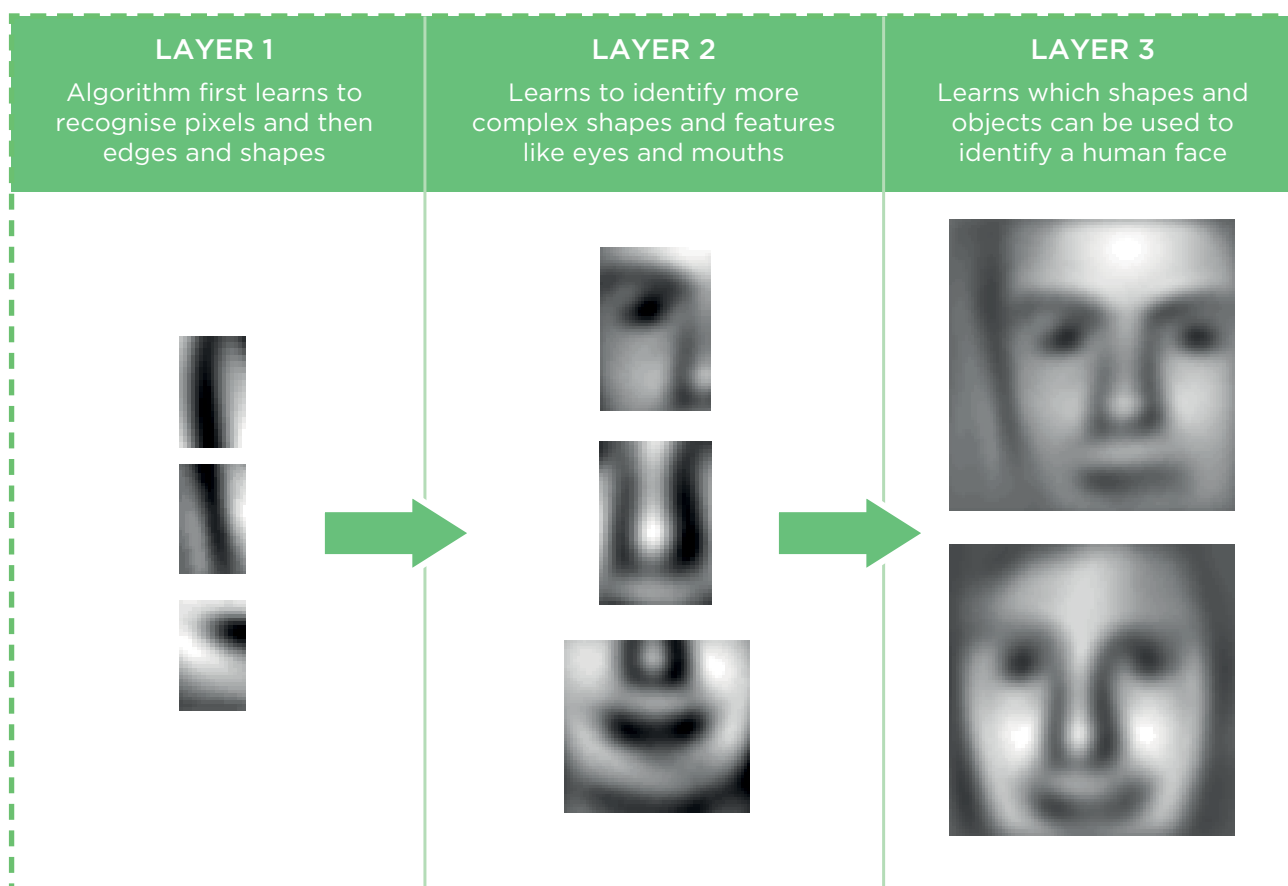 LAYER 1
Algorithm first learns to
recognise pixels and then
edges and shapes
LAYER 2
Learns to identify more
complex shapes and features
like eyes and mouths
LAYER 3
Learns which shapes and
objects can be used to
identify a human face